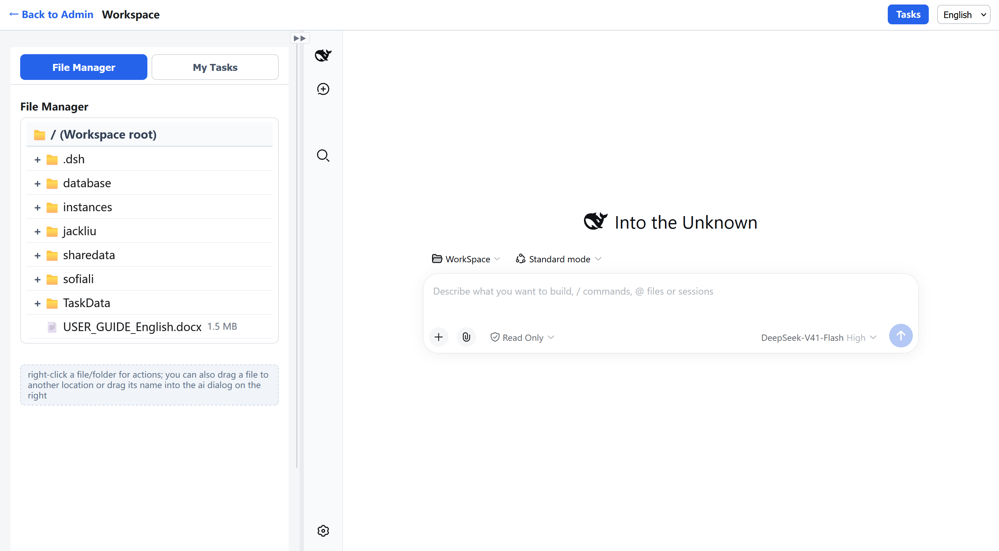 ← Back to Admin
Workspace
Tasks
English
File Manager
My Tasks
File Manager
/ (Workspace root)
+ .dsh
+ database
+ instances
+ jackliu
+ sharedata
+ sofiali
+ TaskData
USER_GUIDE_English.docx 1.5 MB
right-click a file/folder for actions; you can also drag a file to
another location or drag its name into the ai dialog on the
right
Into the Unknown
WorkSpace
Standard mode
Describe what you want to build, / commands, @ files or sessions
Read Only
DeepSeek-V41-Flash High